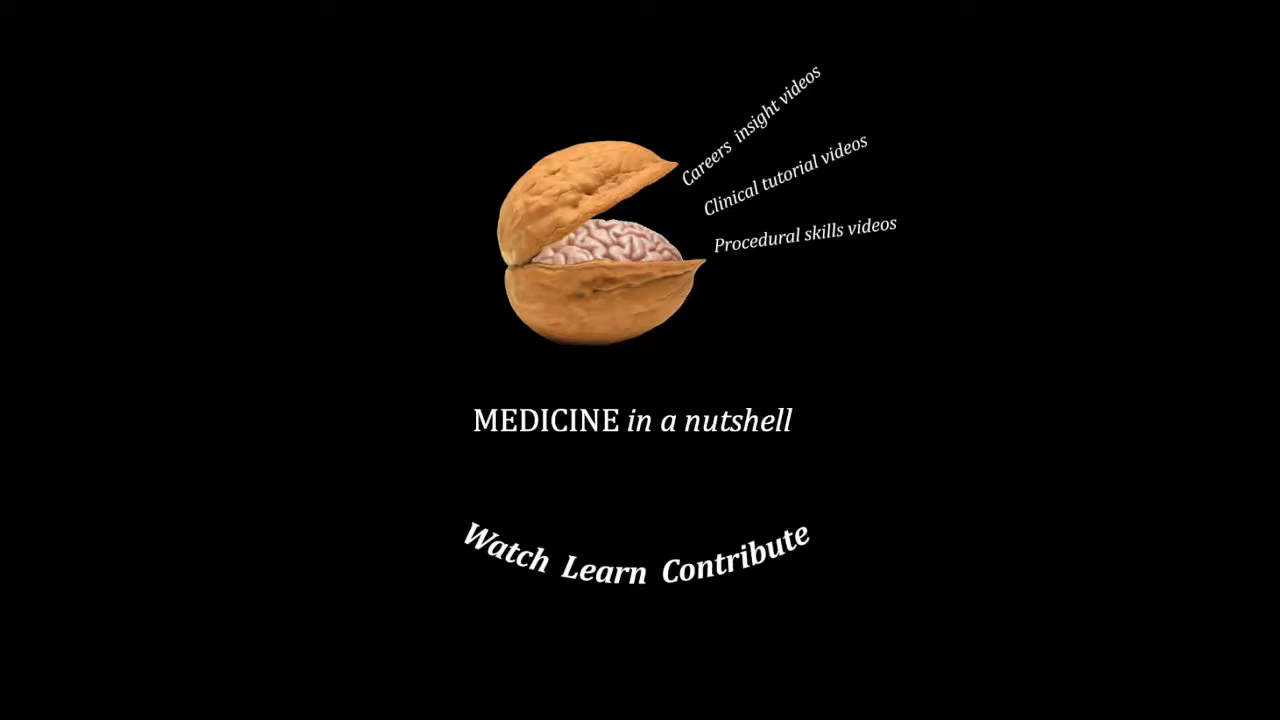 Careers insight videos
Clinical tutorial videos
Procedural skills videos
MEDICINE in a nutshell
Watch Learn Contribute